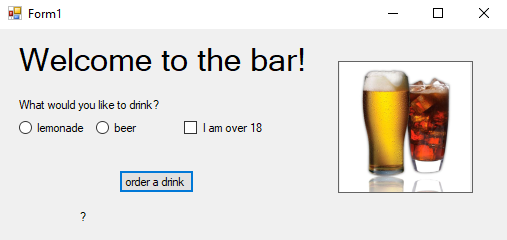 Form1
Welcome to the bar!
What would you like to drink?
lemonade beer I am over 18
order a drink
?